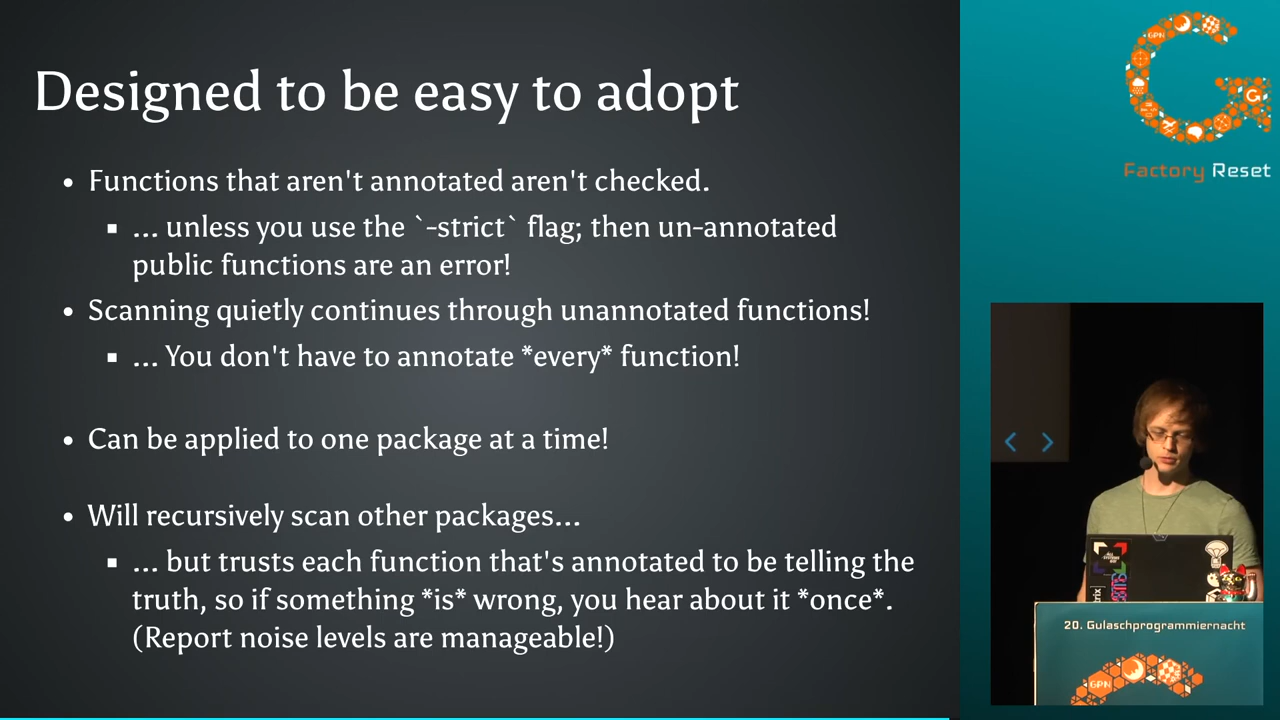 Designed to be easy to adopt
• Functions that aren't annotated aren't checked.
▪ ... unless you use the `-strict` flag; then un-annotated
public functions are an error!
• Scanning quietly continues through unannotated functions!
▪ ... You don't have to annotate *every* function!
• Can be applied to one package at a time!
• Will recursively scan other packages...
▪ ... but trusts each function that's annotated to be telling the
truth, so if something *is* wrong, you hear about it *once*.
(Report noise levels are manageable!)
GPN
G
Factory Reset
20. Gulaschprogrammiernacht
GPN